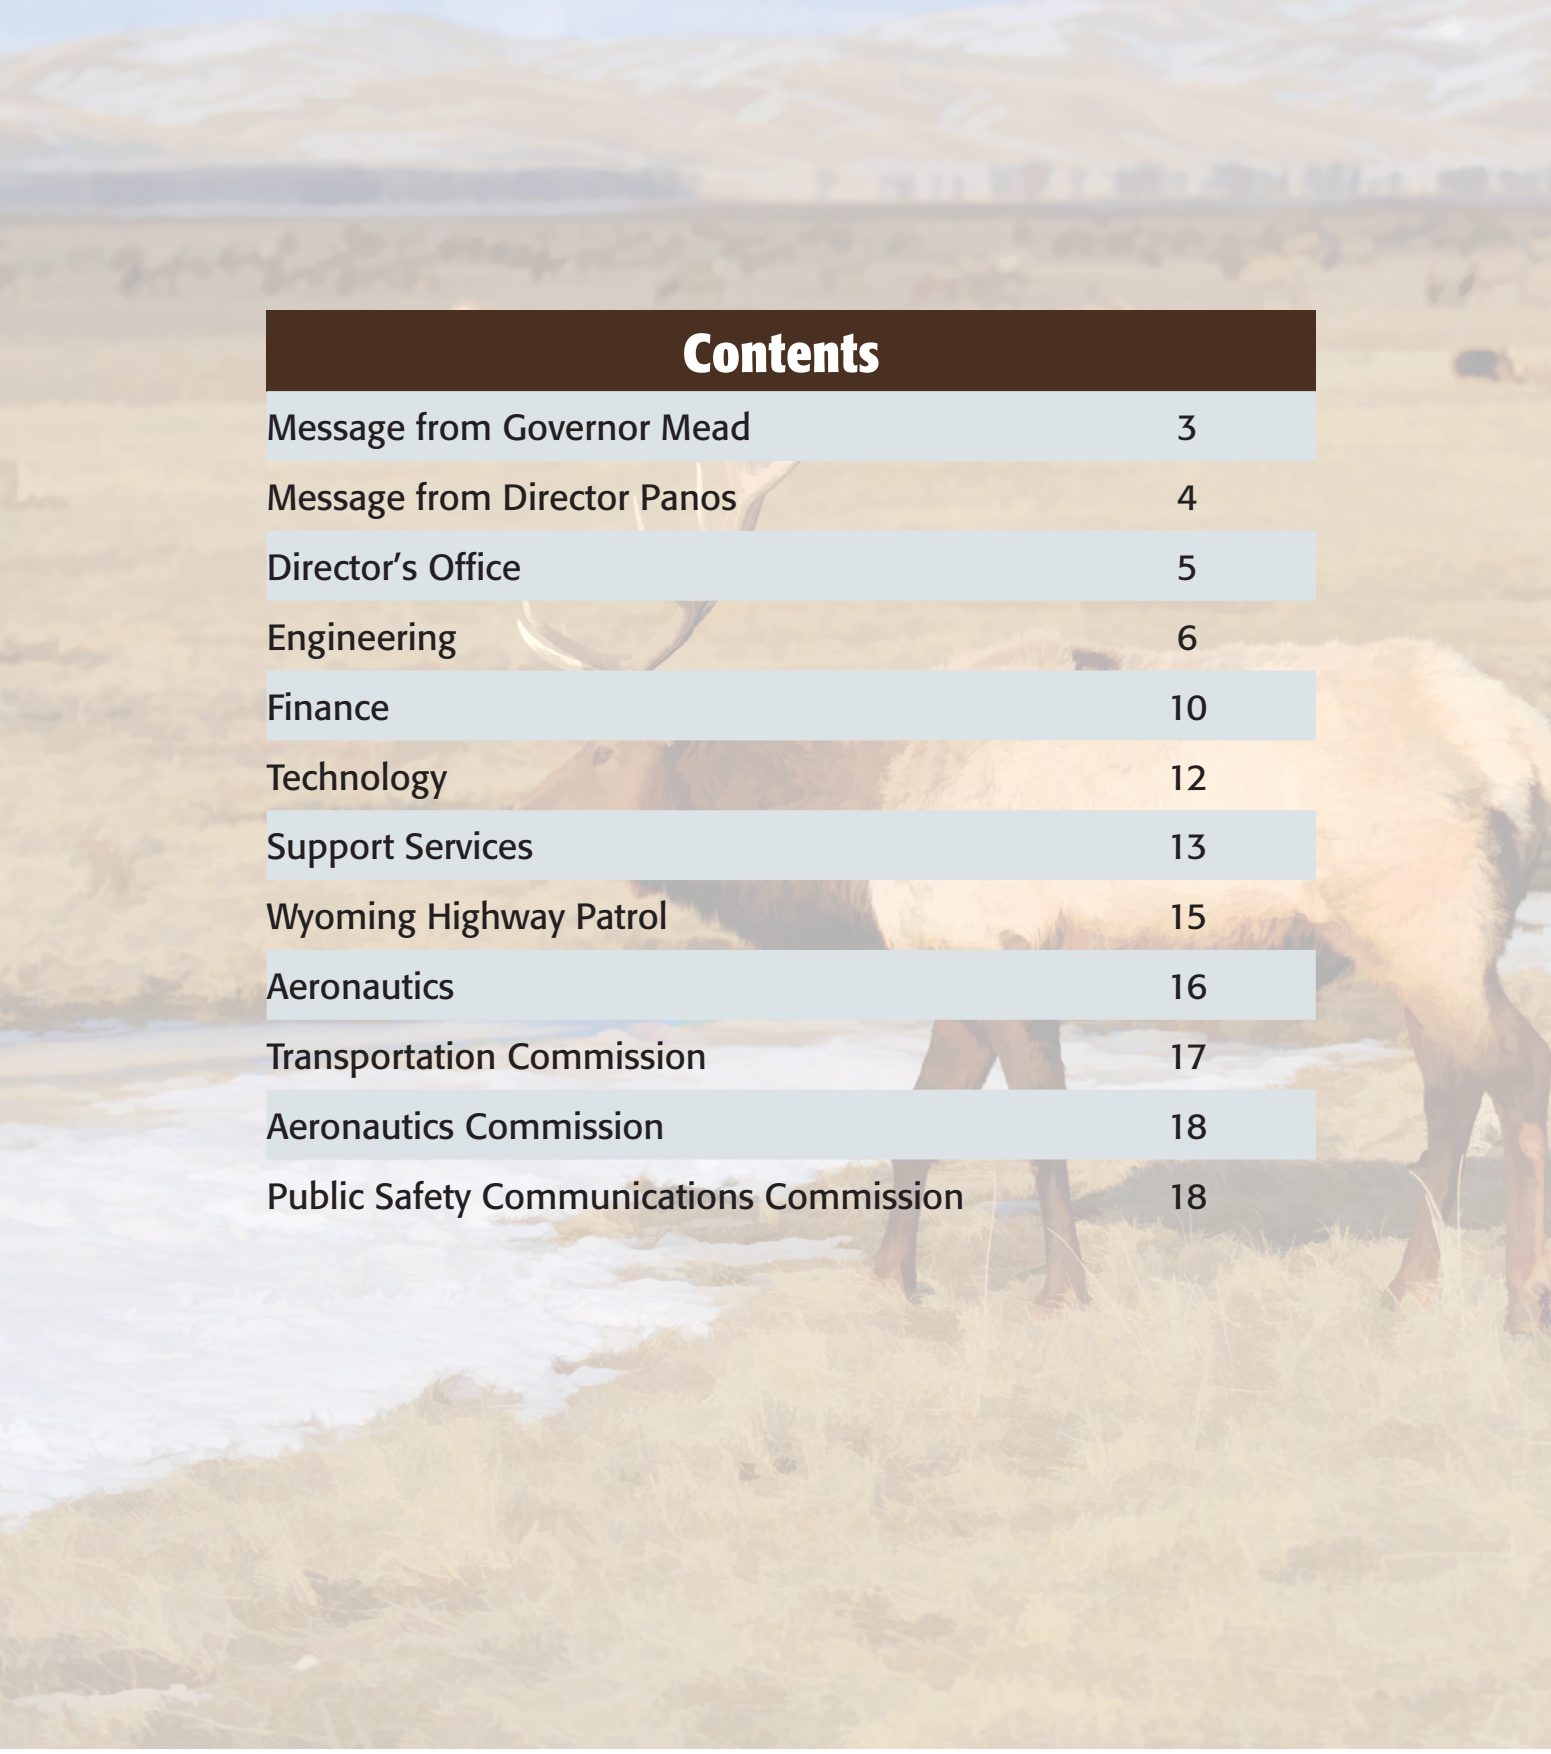 Contents
Message from Governor Mead 3
Message from Director Panos 4
Director’s Office 5
Engineering 6
Finance 10
Technology 12
Support Services 13
Wyoming Highway Patrol 15
Aeronautics 16
Transportation Commission 17
Aeronautics Commission 18
Public Safety Communications Commission 18